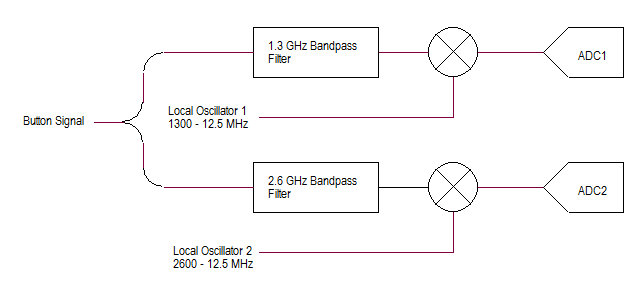 1.3 GHz Bandpass
Filter
ADC1
Local Oscillator 1
1300 - 12.5 MHz
Button Signal
2.6 GHz Bandpass
Filter
ADC2
Local Oscillator 2
2600 - 12.5 MHz